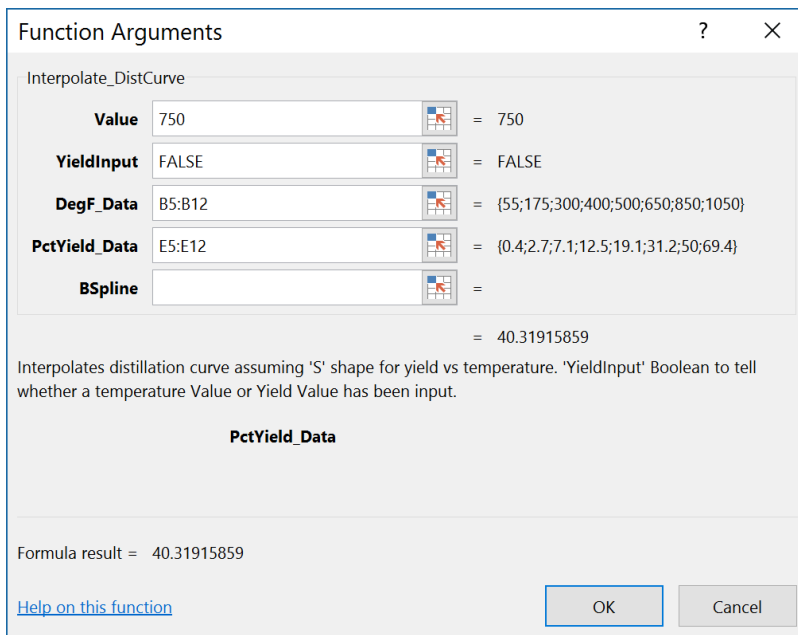 Function Arguments ? ×
Interpolate_DistCurve
Value 750 = 750
YieldInput FALSE = FALSE
DegF_Data B5:B12 = {55;175;300;400;500;650;850;1050}
PctYield_Data E5:E12 = {0.4;2.7;7.1;12.5;19.1;31.2;50;69.4}
BSpline =
= 40.31915859
Interpolates distillation curve assuming 'S' shape for yield vs temperature. 'YieldInput' Boolean to tell
whether a temperature Value or Yield Value has been input.
PctYield_Data
Formula result = 40.31915859
Help on this function OK Cancel